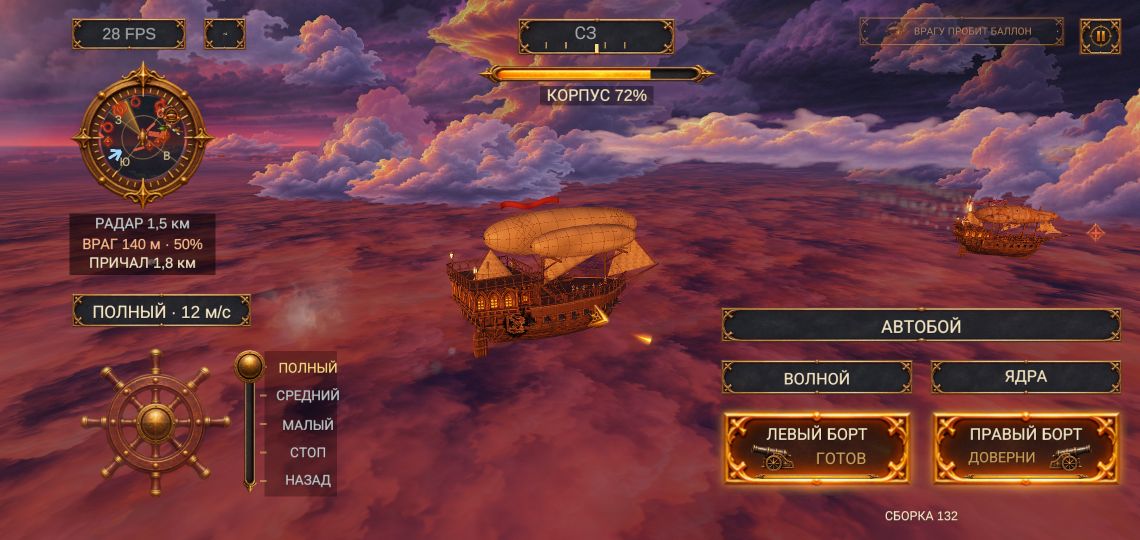 28 FPS
СЗ
ВРАГУ ПРОБИТ БАЛЛОН
КОРПУС 72%
З
Ю
В
РАДАР 1,5 км
ВРАГ 140 м · 50%
ПРИЧАЛ 1,8 км
ПОЛНЫЙ · 12 м/с
ПОЛНЫЙ
СРЕДНИЙ
МАЛЫЙ
СТОП
НАЗАД
АВТОБОЙ
ВОЛНОЙ
ЯДРА
ЛЕВЫЙ БОРТ
ГОТОВ
ПРАВЫЙ БОРТ
ДОВЕРНИ
СБОРКА 132